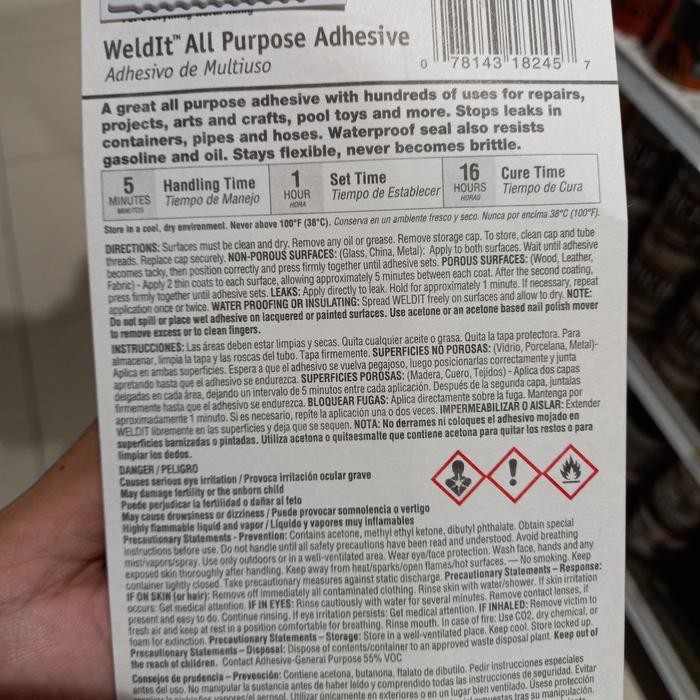 WeldIt™ All Purpose Adhesive
Adhesivo de Multiuso
0 78143 18245 7
A great all purpose adhesive with hundreds of uses for repairs,
projects, arts and crafts, pool toys and more. Stops leaks in
containers, pipes and hoses. Waterproof seal also resists
gasoline and oil. Stays flexible, never becomes brittle.
5 MINUTES MINUTOS Handling Time Tiempo de Manejo
1 HOUR HORA Set Time Tiempo de Establecer
16 HOURS HORAS Cure Time Tiempo de Cura
Store in a cool, dry environment. Never above 100°F (38°C). Conserva en un ambiente fresco y seco. Nunca por encima 38°C (100°F).
DIRECTIONS: Surfaces must be clean and dry. Remove any oil or grease. Remove storage cap. To store, clean cap and tube
threads. Replace cap securely. NON-POROUS SURFACES: (Glass, China, Metal): Apply to both surfaces. Wait until adhesive
becomes tacky, then position correctly and press firmly together until adhesive sets. POROUS SURFACES: (Wood, Leather,
Fabric) - Apply 2 thin coats to each surface, allowing approximately 5 minutes between each coat. After the second coating,
press firmly together until adhesive sets. LEAKS: Apply directly to leak. Hold for approximately 1 minute. If necessary, repeat
application once or twice. WATER PROOFING OR INSULATING: Spread WELDIT freely on surfaces and allow to dry. NOTE:
Do not spill or place wet adhesive on lacquered or painted surfaces. Use acetone or an acetone based nail polish mover
to remove excess or to clean fingers.
INSTRUCCIONES: Las áreas deben estar limpias y secas. Quita cualquier aceite o grasa. Quita la tapa protectora. Para
almacenar, limpia la tapa y las roscas del tubo. Tapa firmemente. SUPERFICIES NO POROSAS: (Vidrio, Porcelana, Metal)-
Aplica en ambas superficies. Espera a que el adhesivo se vuelva pegajoso, luego posicionarlas correctamente y junta
apretando hasta que el adhesivo se endurezca. SUPERFICIES POROSAS: (Madera, Cuero, Tejidos) - Aplica dos capas
delgadas en cada área, dejando un intervalo de 5 minutos entre cada aplicación. Después de la segunda capa, juntalas
firmemente hasta que el adhesivo se endurezca. BLOQUEAR FUGAS: Aplica directamente sobre la fuga. Mantenga por
aproximadamente 1 minuto. Si es necesario, repite la aplicación una o dos veces. IMPERMEABILIZAR O AISLAR: Extender
WELDIT libremente en las superficies y deja que se sequen. NOTA: No derrames ni coloques el adhesivo mojado en
superficies barnizadas o pintadas. Utiliza acetona o quitaesmalte que contiene acetona para quitar los restos o para
limpiar los dedos.
DANGER / PELIGRO
Causes serious eye irritation / Provoca irritación ocular grave
May damage fertility or the unborn child
Puede perjudicar la fertilidad o dañar al feto
May cause drowsiness or dizziness / Puede provocar somnolencia o vertigo
Highly flammable liquid and vapor / Líquido y vapores muy inflamables
Precautionary Statements - Prevention: Contains acetone, methyl ethyl ketone, dibutyl phthalate. Obtain special
instructions before use. Do not handle until all safety precautions have been read and understood. Avoid breathing
mist/vapors/spray. Use only outdoors or in a well-ventilated area. Wear eye/face protection. Wash face, hands and any
exposed skin thoroughly after handling. Keep away from heat/sparks/open flames/hot surfaces. — No smoking. Keep
container tightly closed. Take precautionary measures against static discharge. Precautionary Statements – Response:
IF ON SKIN (or hair): Remove off immediately all contaminated clothing. Rinse skin with water/shower. If skin irritation
occurs: Get medical attention. IF IN EYES: Rinse cautiously with water for several minutes. Remove contact lenses, if
present and easy to do. Continue rinsing. If eye irritation persists: Get medical attention. IF INHALED: Remove victim to
fresh air and keep at rest in a position comfortable for breathing. Rinse mouth. In case of fire: Use CO2, dry chemical, or
foam for extinction. Precautionary Statements – Storage: Store in a well-ventilated place. Keep cool. Store locked up.
Precautionary Statements – Disposal: Dispose of contents/container to an approved waste disposal plant. Keep out of
the reach of children. Contact Adhesive-General Purpose 55% VOC
Consejos de prudencia – Prevención: Contiene acetona, butanona, ftalato de dibutilo. Pedir instrucciones especiales
antes del uso. No manipular la sustancia antes de haber leído y comprendido todas las instrucciones de seguridad. Evitar
Utilizar únicamente en exteriores o en un lugar bien ventilado. Usese protección